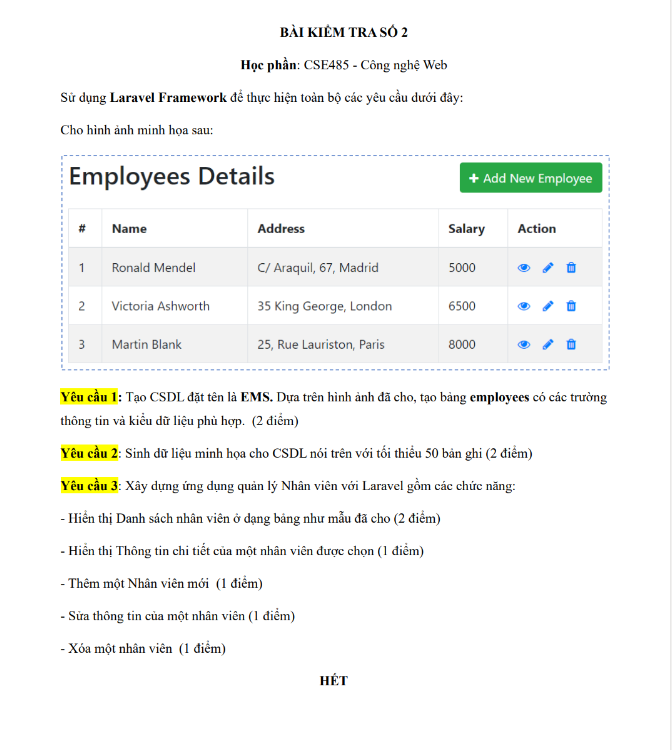 BÀI KIỂM TRA SỐ 2
Học phần: CSE485 - Công nghệ Web
Sử dụng Laravel Framework để thực hiện toàn bộ các yêu cầu dưới đây:
Cho hình ảnh minh họa sau:
Employees Details
+ Add New Employee
# Name Address Salary Action
1 Ronald Mendel C/ Araquil, 67, Madrid 5000
2 Victoria Ashworth 35 King George, London 6500
3 Martin Blank 25, Rue Lauriston, Paris 8000
Yêu cầu 1: Tạo CSDL đặt tên là EMS. Dựa trên hình ảnh đã cho, tạo bảng employees có các trường
thông tin và kiểu dữ liệu phù hợp. (2 điểm)
Yêu cầu 2: Sinh dữ liệu minh họa cho CSDL nói trên với tối thiểu 50 bản ghi (2 điểm)
Yêu cầu 3: Xây dựng ứng dụng quản lý Nhân viên với Laravel gồm các chức năng:
- Hiển thị Danh sách nhân viên ở dạng bảng như mẫu đã cho (2 điểm)
- Hiển thị Thông tin chi tiết của một nhân viên được chọn (1 điểm)
- Thêm một Nhân viên mới (1 điểm)
- Sửa thông tin của một nhân viên (1 điểm)
- Xóa một nhân viên (1 điểm)
HẾT